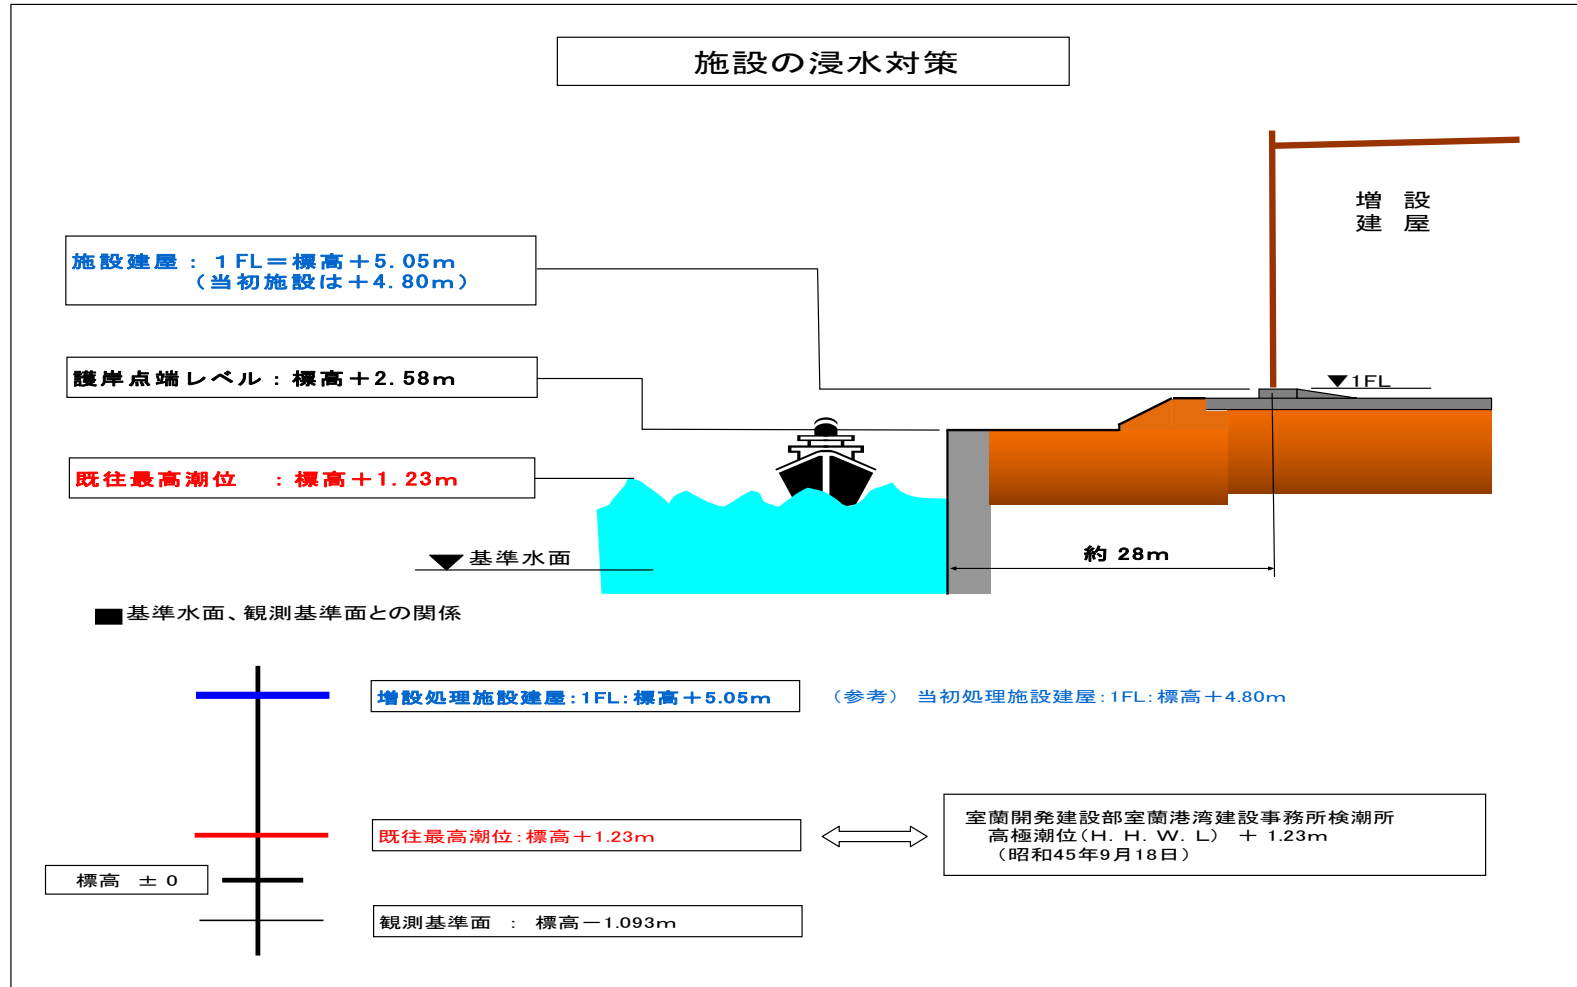 施設の浸水対策
増 設
建 屋
施設建屋：１FL＝標高＋5.05m
（当初施設は＋4.80m）
▼1FL
護岸点端レベル：標高＋2.58m
既往最高潮位 ：標高＋1.23m
約 28m
▼基準水面
■基準水面、観測基準面との関係
増設処理施設建屋：1FL：標高＋5.05m
（参考） 当初処理施設建屋：1FL：標高＋4.80m
既往最高潮位：標高＋1.23m
室蘭開発建設部室蘭港湾建設事務所検潮所
高極潮位（H. H. W. L） ＋ 1.23m
（昭和45年9月18日）
標高 ± 0
観測基準面 ： 標高－1.093m